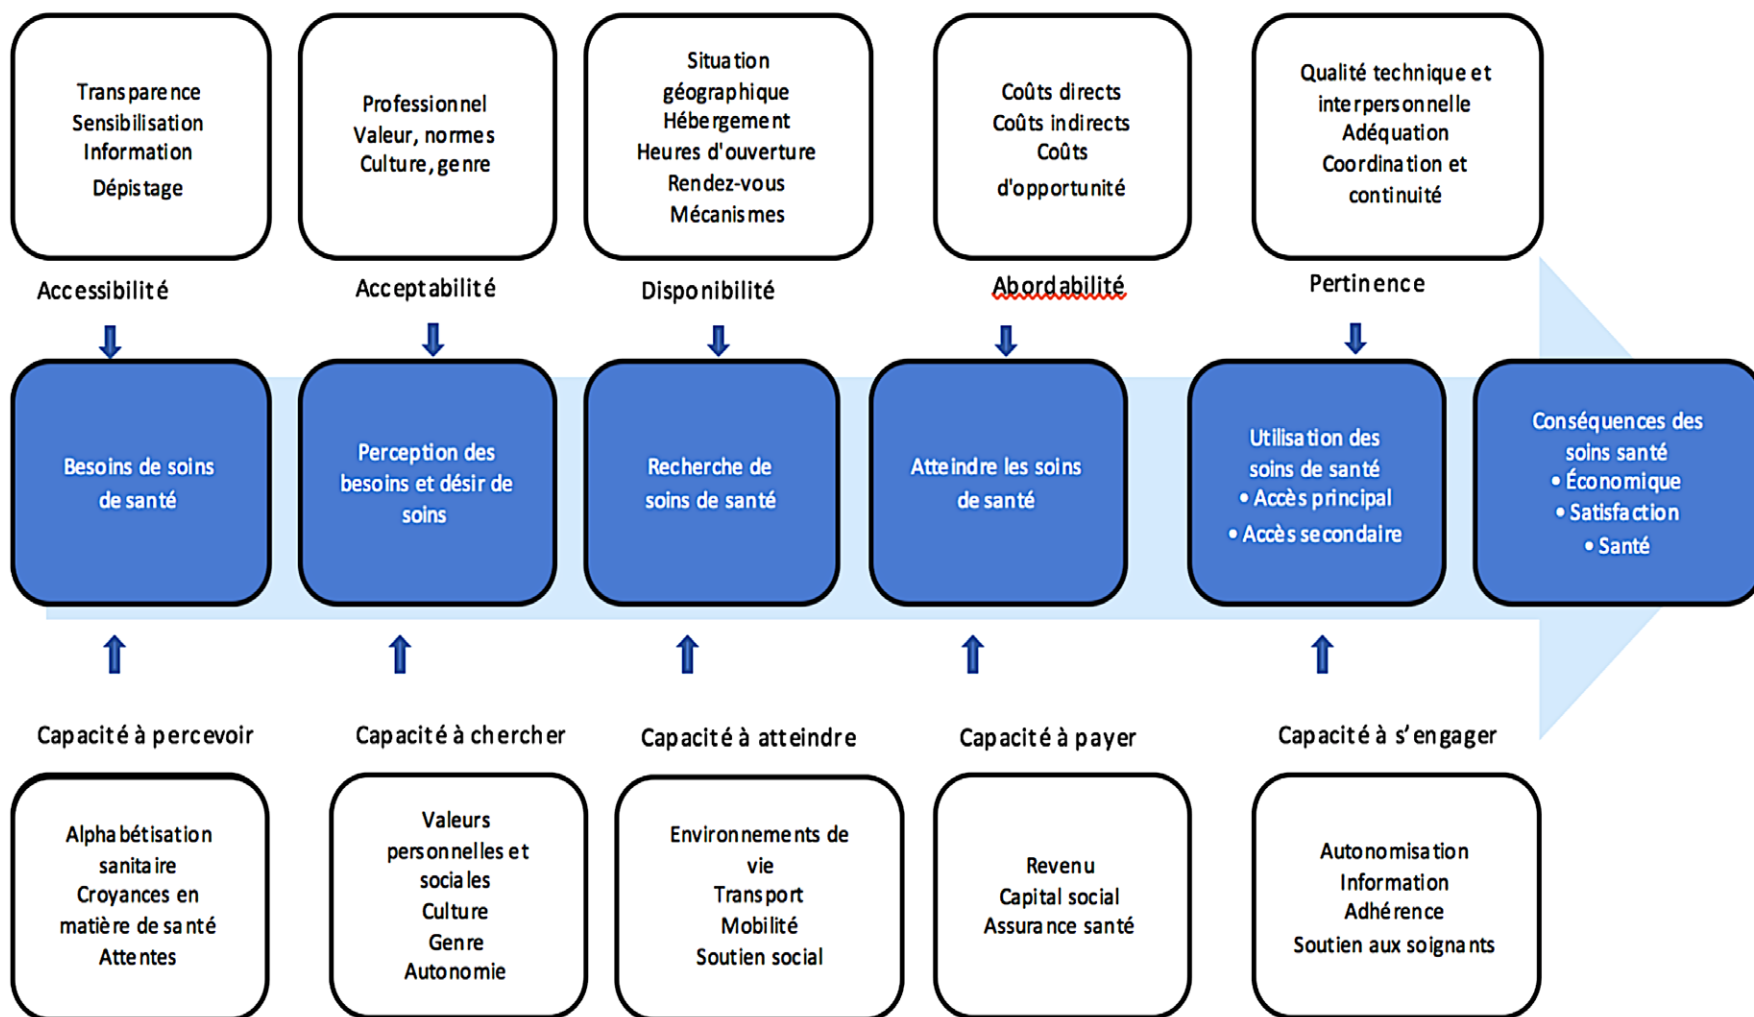 Transparence
Sensibilisation
Information
Dépistage
Professionnel
Valeur, normes
Culture, genre
Situation
géographique
Hébergement
Heures d'ouverture
Rendez-vous
Mécanismes
Coûts directs
Coûts indirects
Coûts
d'opportunité
Qualité technique et
interpersonnelle
Adéquation
Coordination et
continuité
Accessibilité
Acceptabilité
Disponibilité
Abordabilité
Pertinence
Besoins de soins
de santé
Perception des
besoins et désir de
soins
Recherche de
soins de santé
Atteindre les soins
de santé
Utilisation des
soins de santé
• Accès principal
• Accès secondaire
Conséquences des
soins santé
• Économique
• Satisfaction
• Santé
Capacité à percevoir
Capacité à chercher
Capacité à atteindre
Capacité à payer
Capacité à s'engager
Alphabétisation
sanitaire
Croyances en
matière de santé
Attentes
Valeurs
personnelles et
sociales
Culture
Genre
Autonomie
Environnements de
vie
Transport
Mobilité
Soutien social
Revenu
Capital social
Assurance santé
Autonomisation
Information
Adhérence
Soutien aux soignants